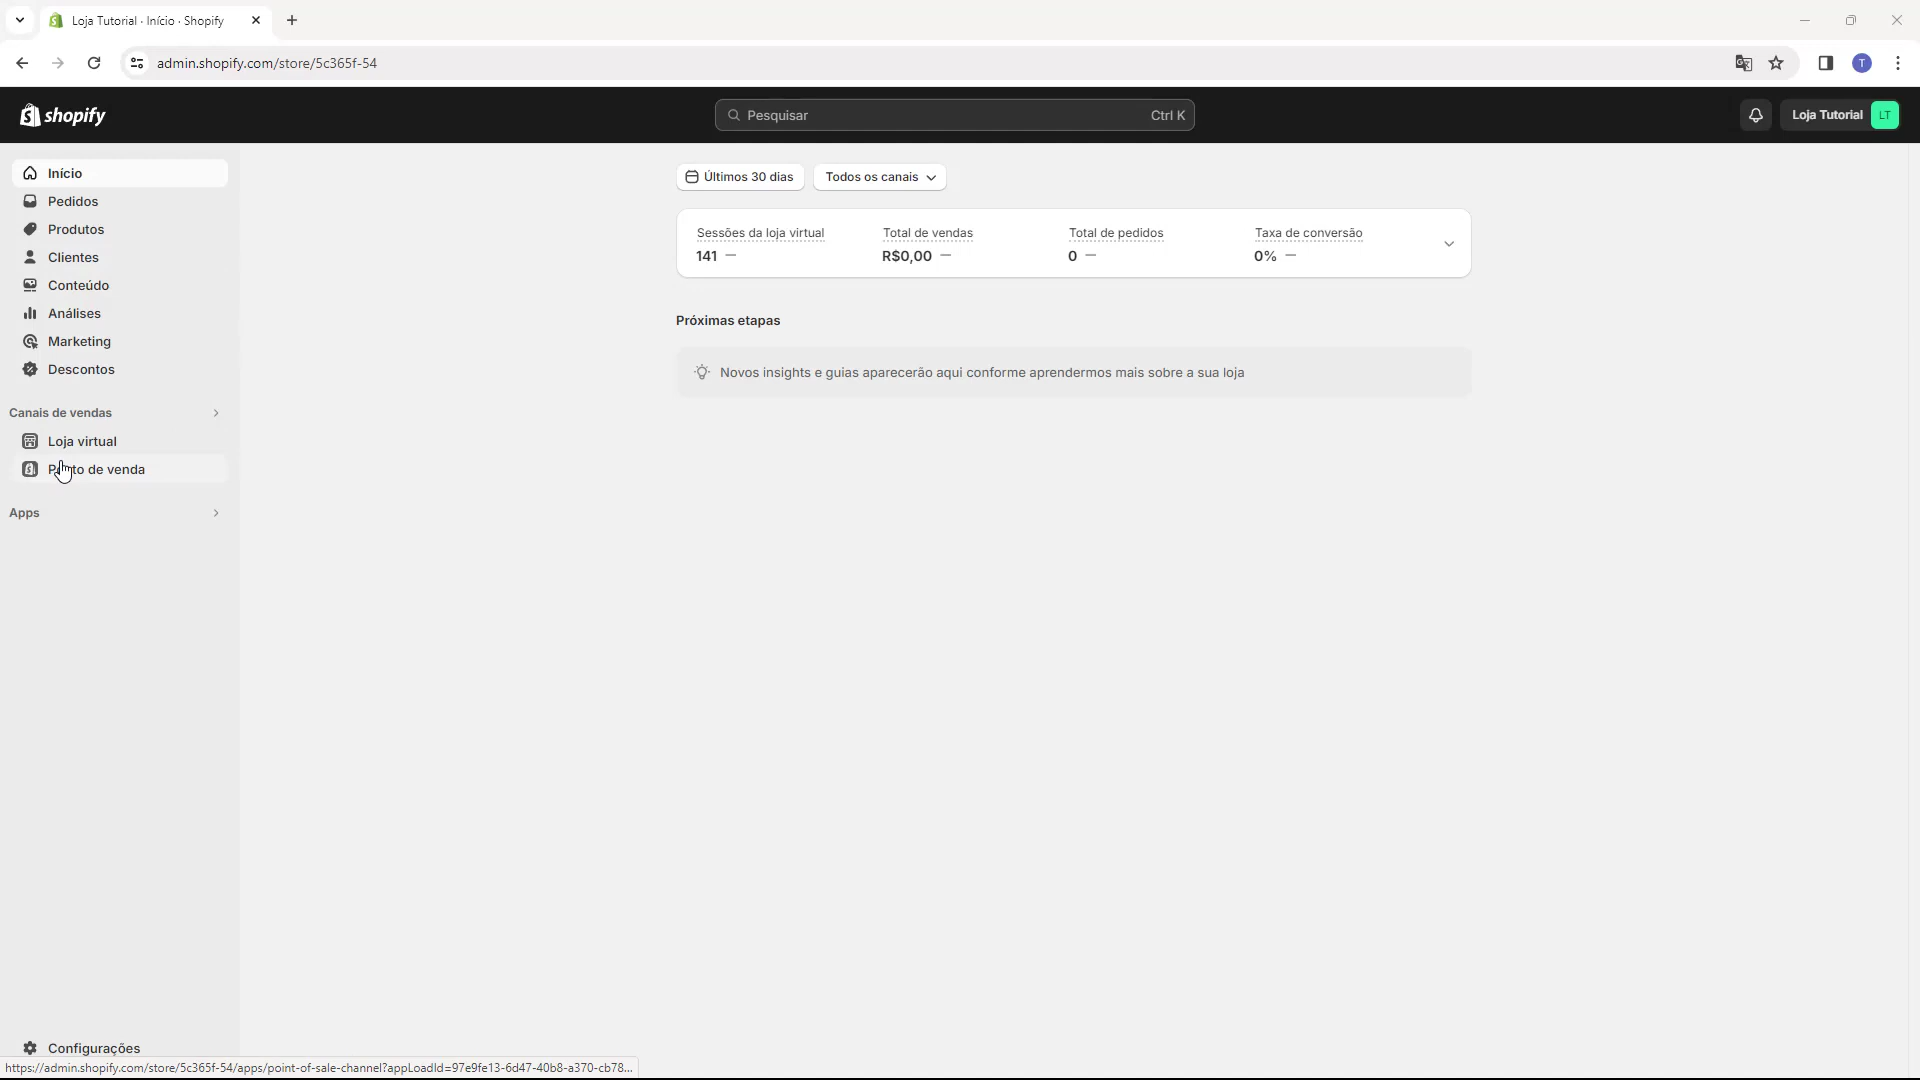 Loja Tutorial · Início · Shopify
admin.shopify.com/store/5c365f-54
T
shopify
Pesquisar
Ctrl K
Loja Tutorial
LT
Início
Pedidos
Produtos
Clientes
Conteúdo
Análises
Marketing
Descontos
Canais de vendas
Loja virtual
de venda
Apps
Configurações
Últimos 30 dias
Todos os canais
Sessões da loja virtual
Total de vendas
Total de pedidos
Taxa de conversão
141 —
R$0,00 —
0 —
0% —
Próximas etapas
Novos insights e guias aparecerão aqui conforme aprendermos mais sobre a sua loja
https://admin.shopify.com/store/5c365f-54/apps/point-of-sale-channel?appLoadId=97e9fe13-6d47-40b8-a370-cb78...